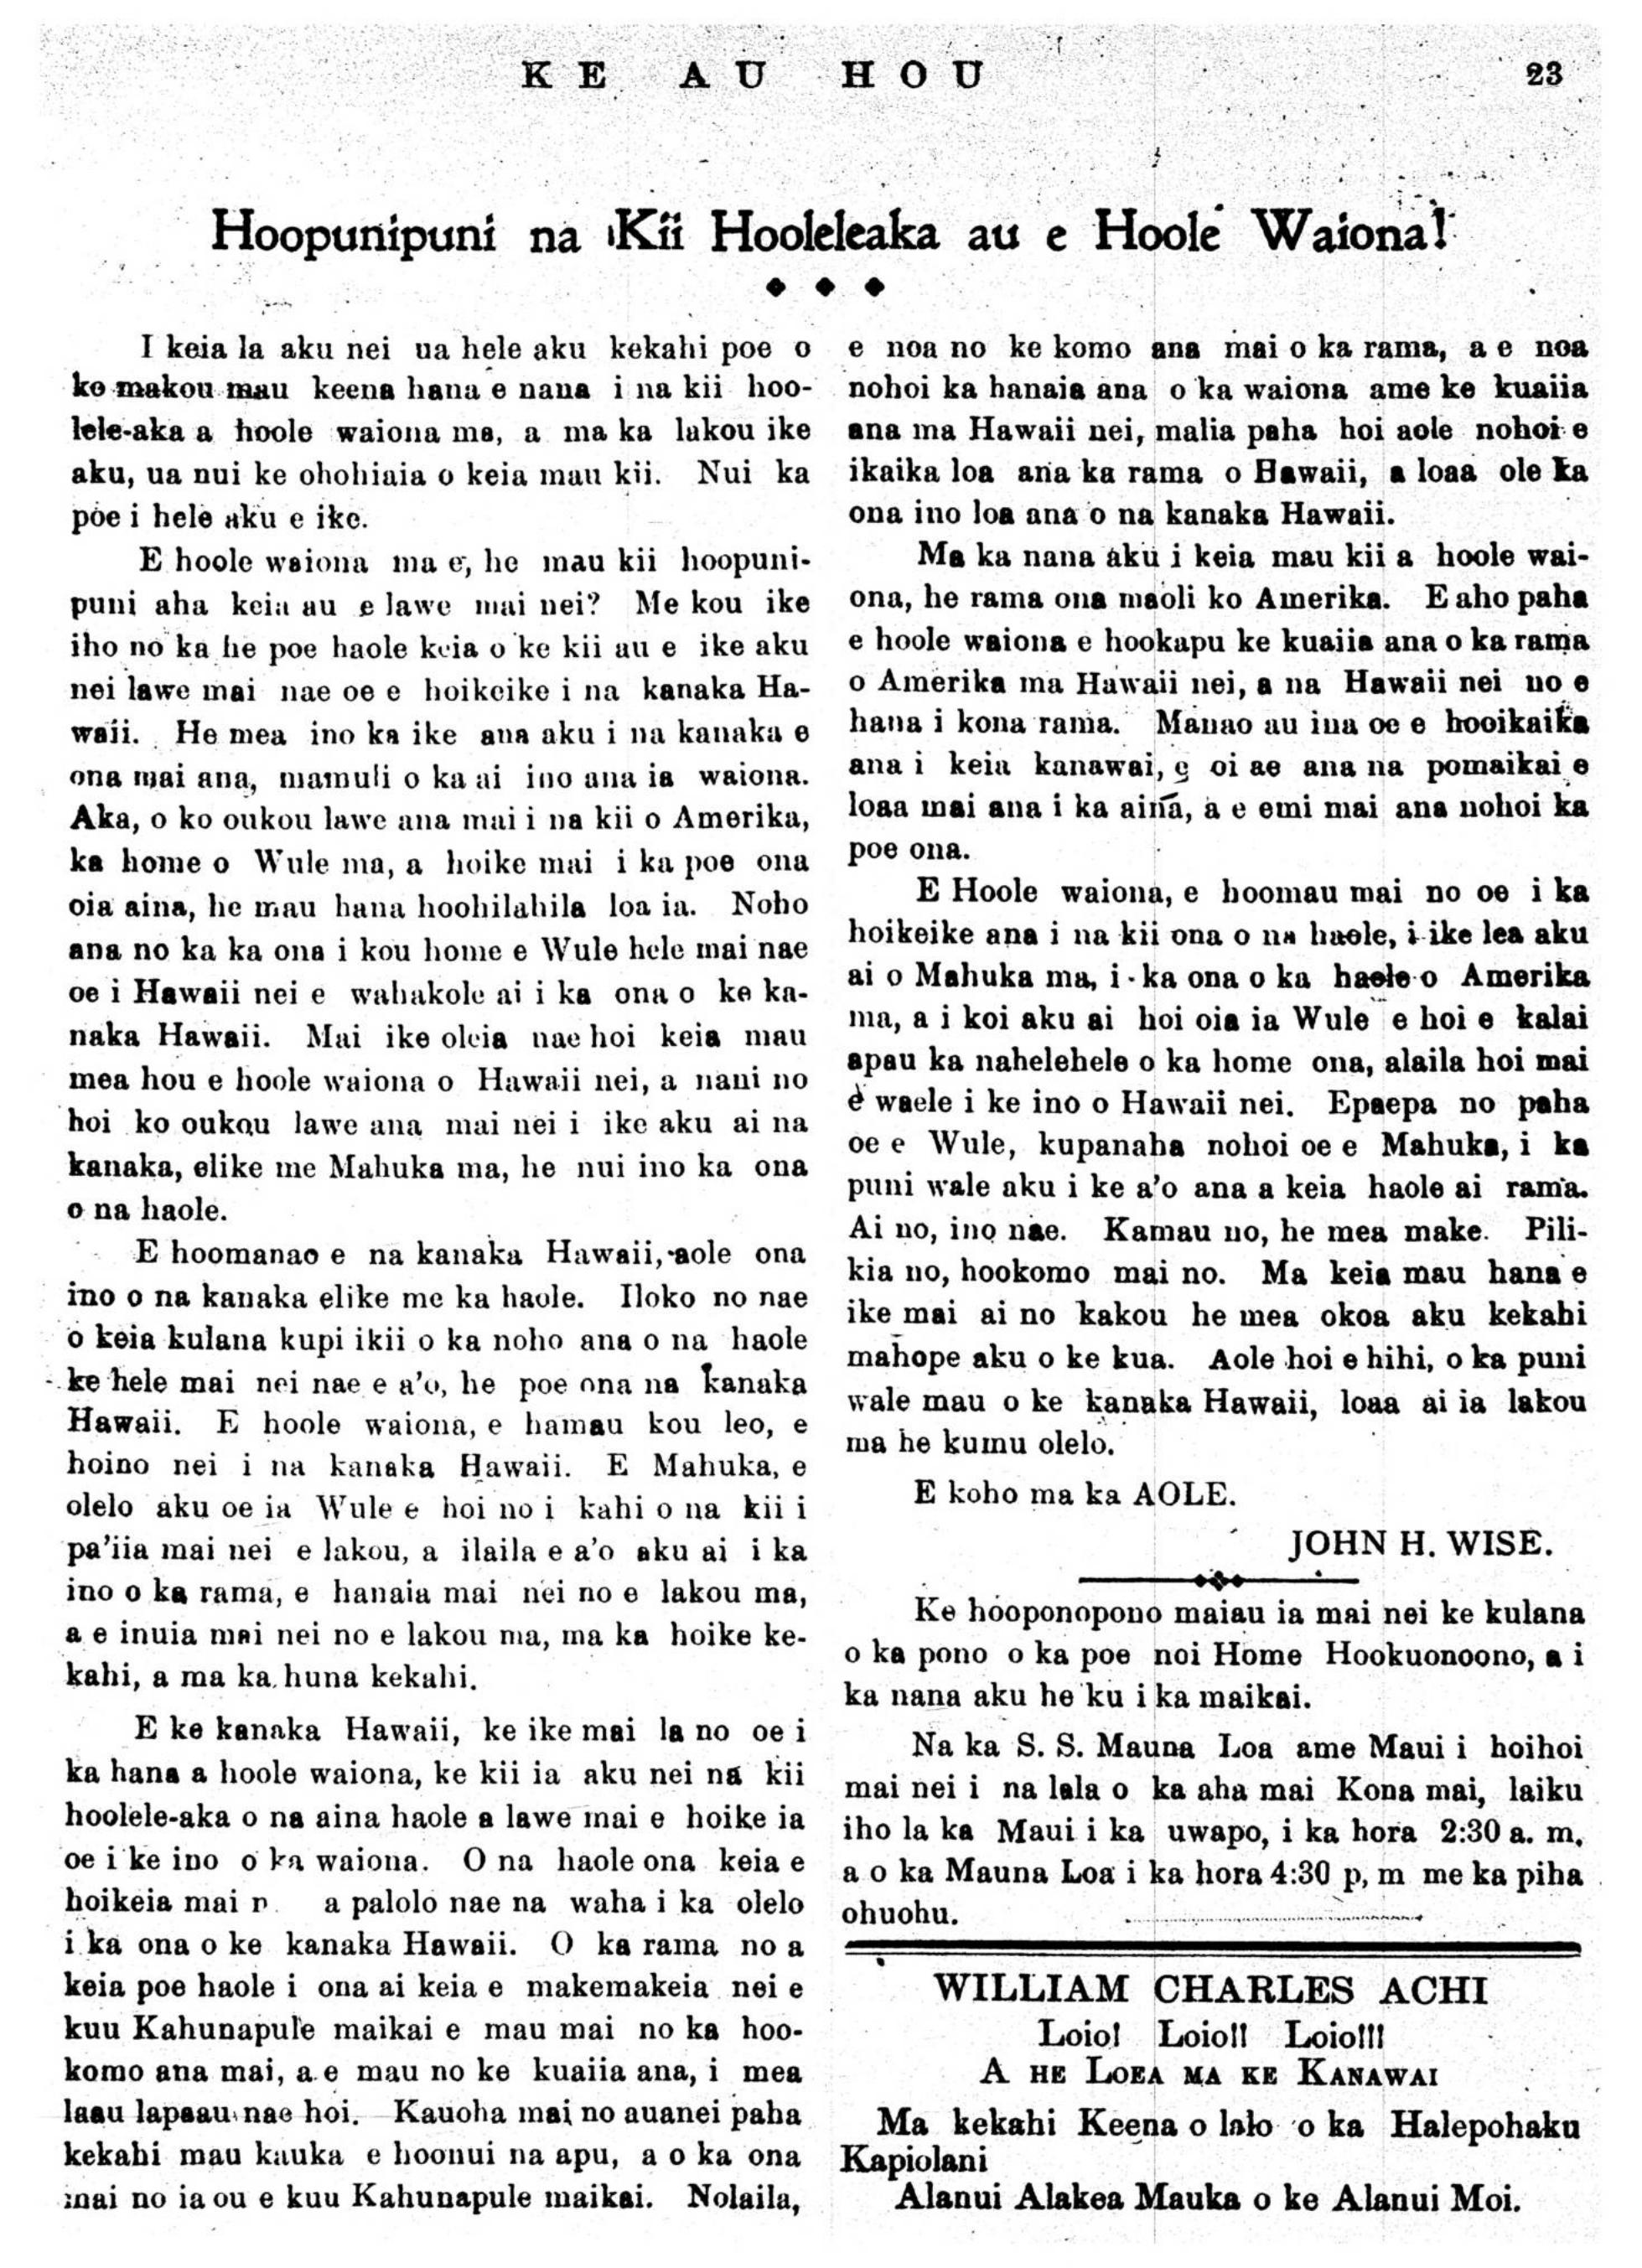 KE AU HOU 23
Hoopunipuni na Kii Hooleleaka au e Hoole Waiona!
I keia la aku nei ua hele aku kekahi poe o
ko makou mau keena hana e nana i na kii hoo-
lele-aka a hoole waiona ma, a ma ka lakou ike
aku, ua nui ke ohohiaia o keia mau kii. Nui ka
poe i hele aku e ike.
E hoole waiona ma e, he mau kii hoopuni-
puni aha keia au e lawe mai nei? Me kou ike
iho no ka he poe haole keia o ke kii au e ike aku
nei lawe mai nae oe e hoikeike i na kanaka Ha-
waii. He mea ino ka ike ana aku i na kanaka e
ona mai ana, mamuli o ka ai ino ana ia waiona.
Aka, o ko oukou lawe ana mai i na kii o Amerika,
ka home o Wule ma, a hoike mai i ka poe ona
oia aina, he mau hana hoohilahila loa ia. Noho
ana no ka ka ona i kou home e Wule hele mai nae
oe i Hawaii nei e wahakole ai i ka ona o ke ka-
naka Hawaii. Mai ike oleia nae hoi keia mau
mea hou e hoole waiona o Hawaii nei, a nani no
hoi ko oukou lawe ana mai nei i ike aku ai na
kanaka, elike me Mahuka ma, he nui ino ka ona
o na haole.
E hoomanao e na kanaka Hawaii, aole ona
ino o na kanaka elike me ka haole. Iloko no nae
o keia kulana kupi ikii o ka noho ana o na haole
ke hele mai nei nae e a'o, he poe ona na kanaka
Hawaii. E hoole waiona, e hamau kou leo, e
hoino nei i na kanaka Hawaii. E Mahuka, e
olelo aku oe ia Wule e hoi no i kahi o na kii i
pa'iia mai nei e lakou, a ilaila e a'o aku ai i ka
ino o ka rama, e hanaia mai nei no e lakou ma,
a e inuia mai nei no e lakou ma, ma ka hoike ke-
kahi, a ma ka huna kekahi.
E ke kanaka Hawaii, ke ike mai la no oe i
ka hana a hoole waiona, ke kii ia aku nei na kii
hoolele-aka o na aina haole a lawe mai e hoike ia
oe i ke ino o ka waiona. O na haole ona keia e
hoikeia mai a palolo nae na waha i ka olelo
i ka ona o ke kanaka Hawaii. O ka rama no a
keia poe haole i ona ai keia e makemakeia nei e
kuu Kahunapule maikai e mau mai no ka hoo-
komo ana mai, a e mau no ke kuaiia ana, i mea
laau lapaau nae hoi. Kauoha mai no auanei paha
kekahi mau kauka e hoonui na apu, a o ka ona
mai no ia ou e kuu Kahunapule maikai. Nolaila,
e noa no ke komo ana mai o ka rama, a e noa
nohoi ka hanaia ana o ka waiona ame ke kuaiia
ana ma Hawaii nei, malia paha hoi aole nohoi e
ikaika loa ana ka rama o Hawaii, a loaa ole ka
ona ino loa ana o na kanaka Hawaii.
Ma ka nana aku i keia mau kii a hoole wai-
ona, he rama ona maoli ko Amerika. E aho paha
e hoole waiona e hookapu ke kuaiia ana o ka rama
o Amerika ma Hawaii nei, a na Hawaii nei no e
hana i kona rama. Manao au ina oe e hooikaika
ana i keia kanawai, e oi ae ana na pomaikai e
loaa mai ana i ka aina, a e emi mai ana nohoi ka
poe ona.
E Hoole waiona, e hoomau mai no oe i ka
hoikeike ana i na kii ona o na haole, i ike lea aku
ai o Mahuka ma, i ka ona o ka haole o Amerika
ma, a i koi aku ai hoi oia ia Wule e hoi e kalai
apau ka nahelehele o ka home ona, alaila hoi mai
e waele i ke ino o Hawaii nei. Epaepa no paha
oe e Wule, kupanaha nohoi oe e Mahuka, i ka
puni wale aku i ke a'o ana a keia haole ai rama.
Ai no, ino nae. Kamau no, he mea make. Pili-
kia no, hookomo mai no. Ma keia mau hana e
ike mai ai no kakou he mea okoa aku kekahi
mahope aku o ke kua. Aole hoi e hihi, o ka puni
wale mau o ke kanaka Hawaii, loaa ai ia lakou
ma he kumu olelo.
E koho ma ka AOLE.
JOHN H. WISE.
Ke hooponopono maiau ia mai nei ke kulana
o ka pono o ka poe noi Home Hookuonoono, a i
ka nana aku he ku i ka maikai.
Na ka S. S. Mauna Loa ame Maui i hoihoi
mai nei i na lala o ka aha mai Kona mai, laiku
iho la ka Maui i ka uwapo, i ka hora 2:30 a. m.
a o ka Mauna Loa i ka hora 4:30 p, m me ka piha
ohuohu.
WILLIAM CHARLES ACHI
Loio! Loio!! Loio!!!
A HE LOEA MA KE KANAWAI
Ma kekahi Keena o lalo o ka Halepohaku
Kapiolani
Alanui Alakea Mauka o ke Alanui Moi.